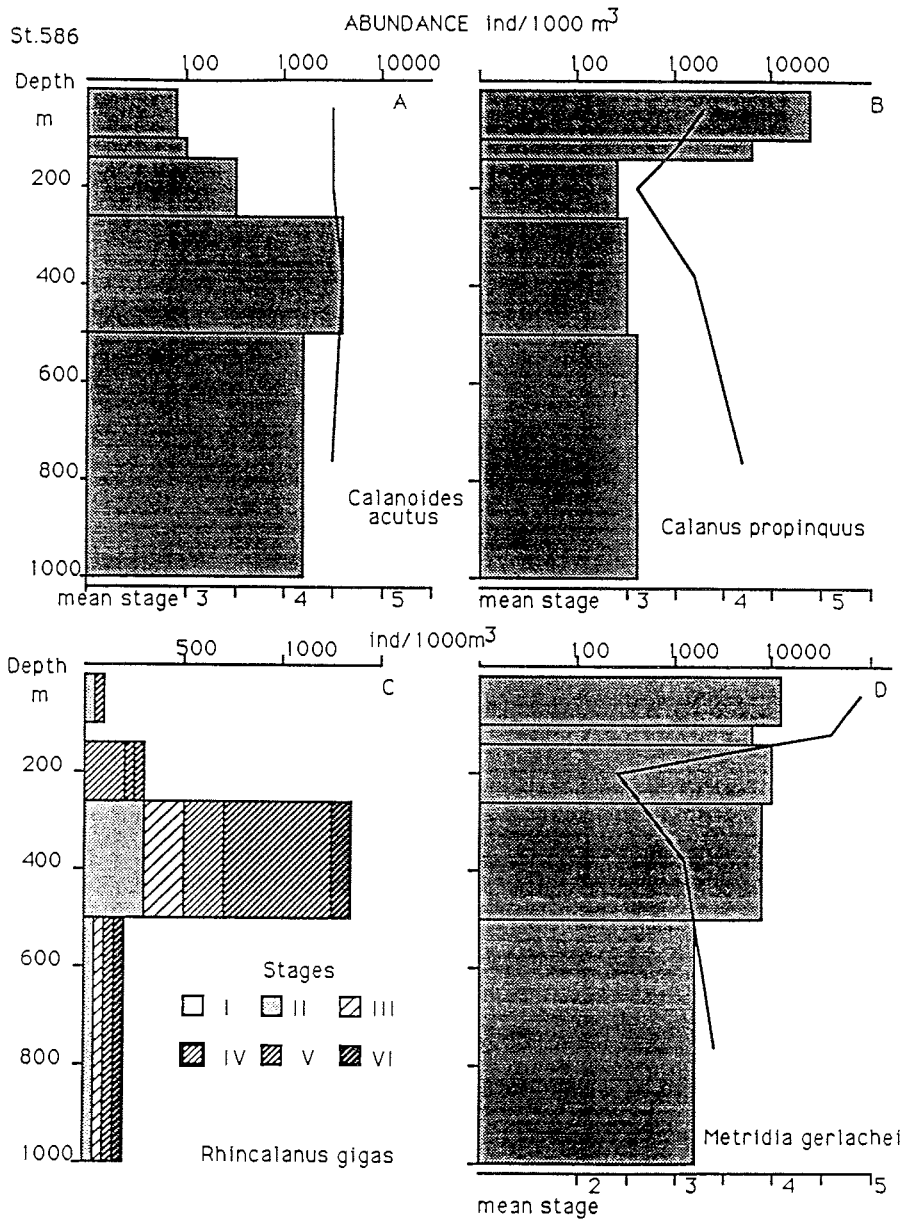 ABUNDANCE ind/1000 m³
St.586
100 1000 10000
100 1000 10000
Depth
m
A
B
200
400
600
800
1000
Calanoides
acutus
Calanus propinquus
mean stage 3 4 5
mean stage 3 4 5
ind/1000m³
500 1000
100 1000 10000
Depth
m
C
D
200
400
600
800
1000
Stages
I II III
IV V VI
Rhincalanus gigas
Metridia gerlachei
2 3 4 5
mean stage